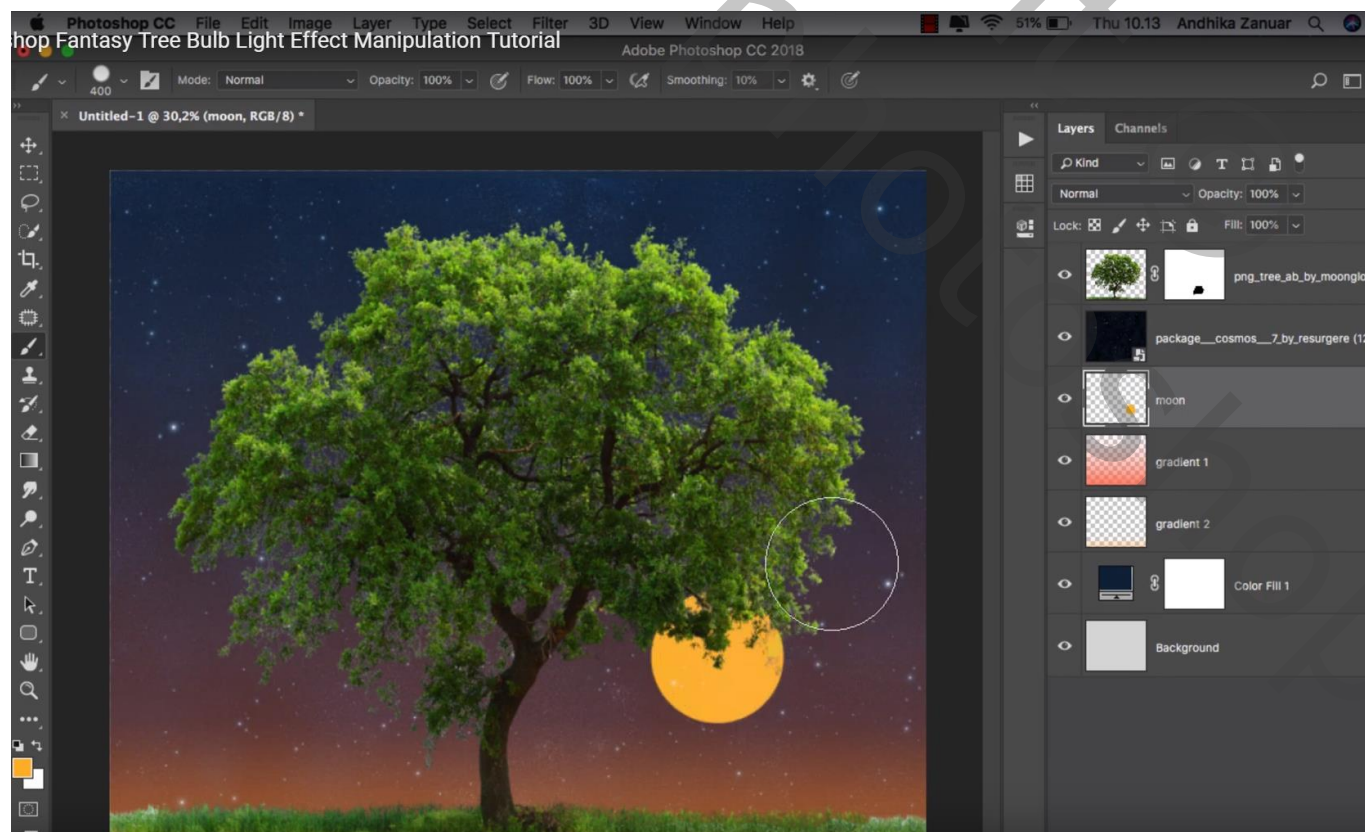 Photoshop CC File Edit Image Layer Type Select Filter 3D View Window Help 51% Thu 10.13 Andhika Zanuar
hop Fantasy Tree Bulb Light Effect Manipulation Tutorial
Adobe Photoshop CC 2018
400 Mode: Normal Opacity: 100% Flow: 100% Smoothing: 10%
Untitled-1 @ 30,2% (moon, RGB/8) *
Layers Channels
Kind
Normal Opacity: 100%
Lock: Fill: 100%
png_tree_ab_by_moonglo
package__cosmos__7_by_resurgere (12
moon
gradient 1
gradient 2
Color Fill 1
Background